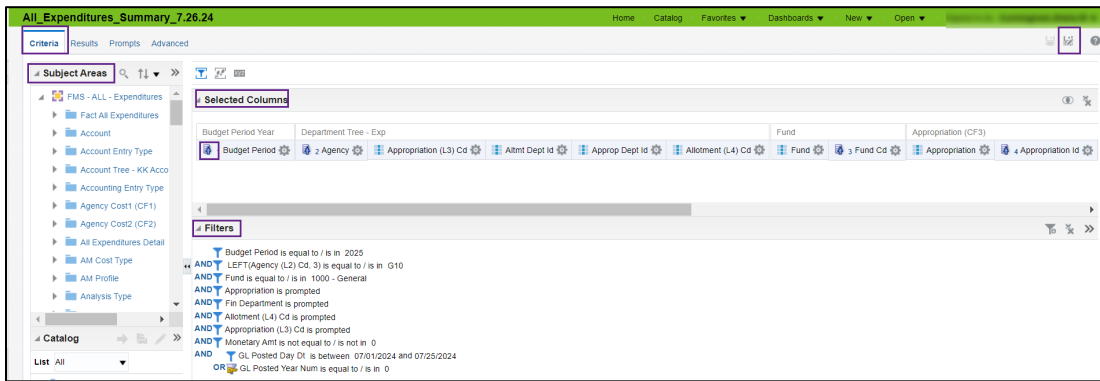 All_Expenditures_Summary_7.26.24
Home Catalog Favorites Dashboards New Open
Criteria Results Prompts Advanced
Subject Areas
FMS - ALL - Expenditures
Fact All Expenditures
Account
Account Entry Type
Account Tree - KK Acco
Accounting Entry Type
Agency Cost1 (CF1)
Agency Cost2 (CF2)
All Expenditures Detail
AM Cost Type
AM Profile
Analysis Type
Catalog
List All
Selected Columns
Budget Period Year Department Tree - Exp Fund Appropriation (CF3)
Budget Period 2 Agency Appropriation (L3) Cd Altmt Dept Id Approp Dept Id Allotment (L4) Cd Fund 3 Fund Cd Appropriation 4 Appropriation Id
Filters
Budget Period is equal to / is in 2025
AND LEFT(Agency (L2) Cd, 3) is equal to / is in G10
AND Fund is equal to / is in 1000 - General
AND Appropriation is prompted
AND Fin Department is prompted
AND Allotment (L4) Cd is prompted
AND Appropriation (L3) Cd is prompted
AND Monetary Amt is not equal to / is not in 0
AND GL Posted Day Dt is between 07/01/2024 and 07/25/2024
OR GL Posted Year Num is equal to / is in 0